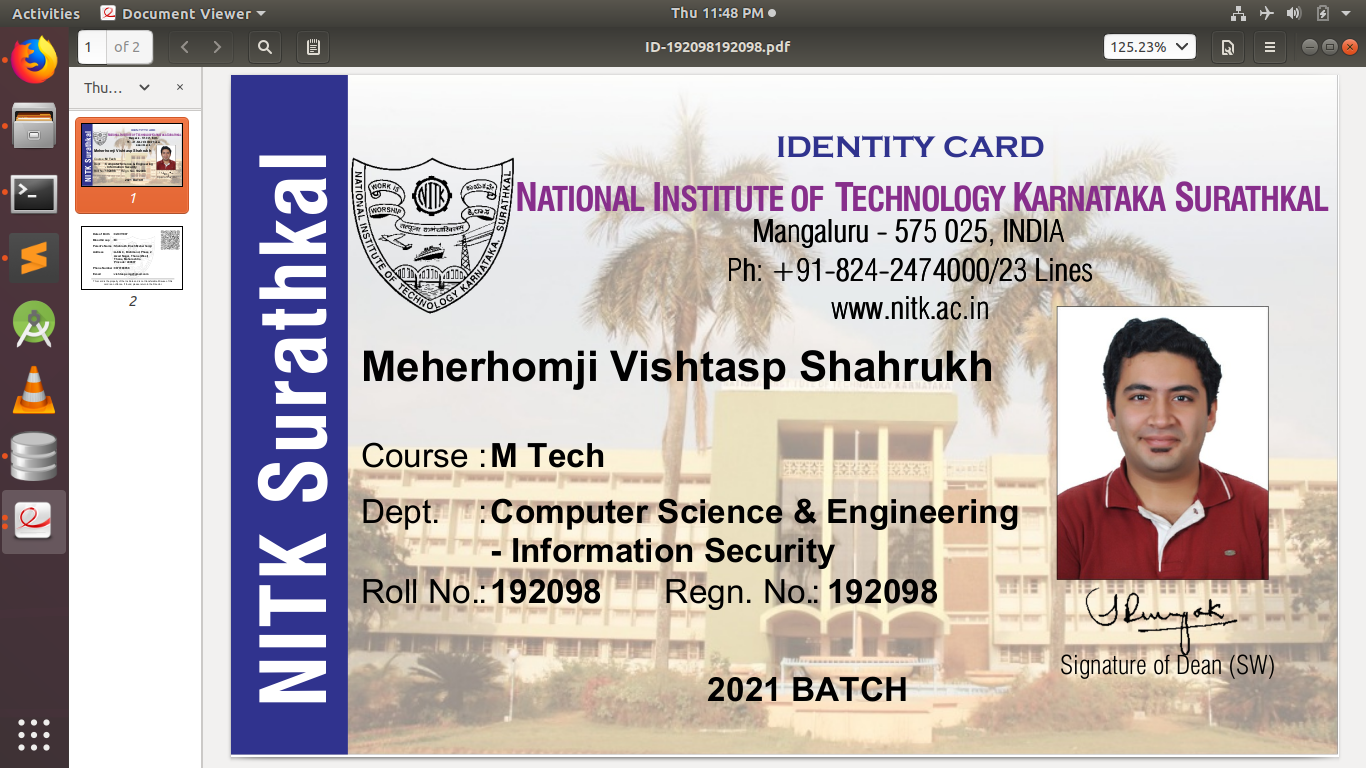 Activities
Document Viewer
Thu 11:48 PM
1 of 2
ID-192098192098.pdf
125.23%
Thu…
1
2
NITK Surathkal
IDENTITY CARD
NATIONAL INSTITUTE OF TECHNOLOGY KARNATAKA SURATHKAL
Mangaluru - 575 025, INDIA
Ph: +91-824-2474000/23 Lines
www.nitk.ac.in
NATIONAL INSTITUTE OF TECHNOLOGY KARNATAKA, SURATHKAL
WORK IS
WORSHIP
NITK
Meherhomji Vishtasp Shahrukh
Course : M Tech
Dept. : Computer Science & Engineering
- Information Security
Roll No.: 192098 Regn. No.: 192098
2021 BATCH
Signature of Dean (SW)